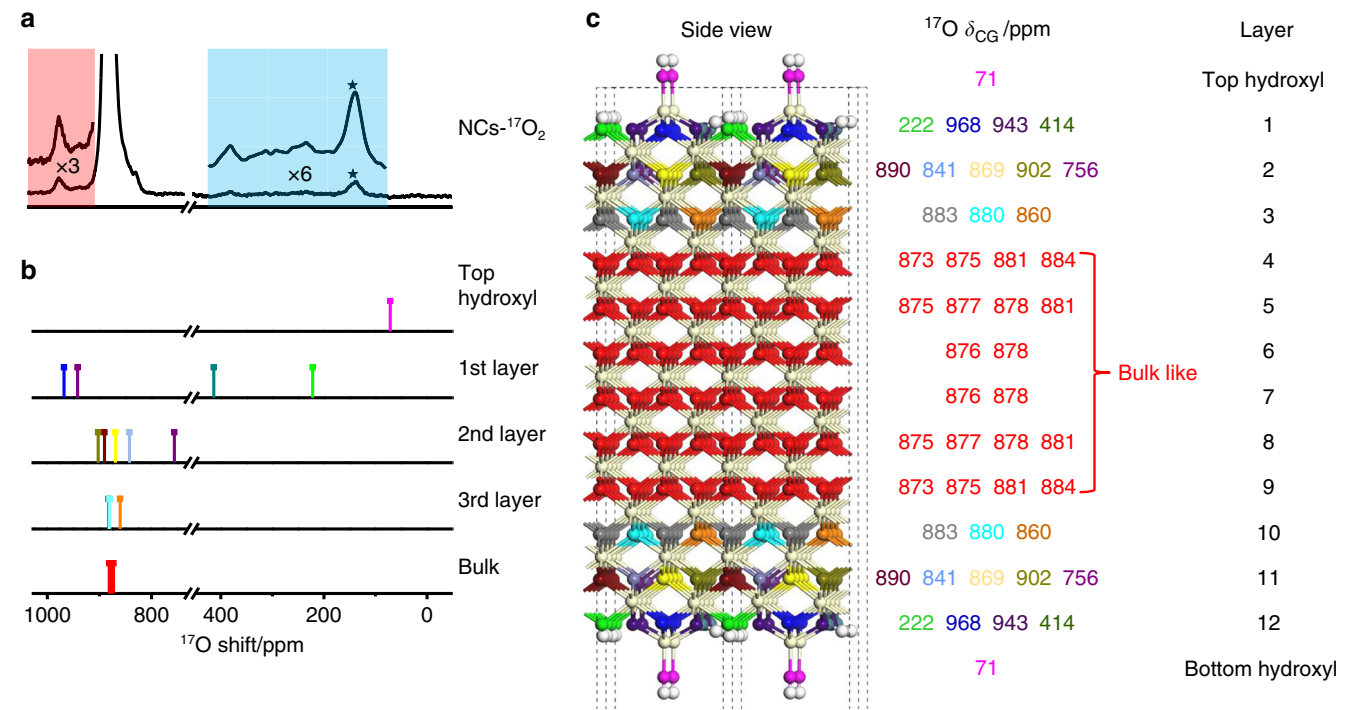 a
NCs-¹⁷O₂
×3
×6
b
Top
hydroxyl
1st layer
2nd layer
3rd layer
Bulk
1000 800 400 200 0
¹⁷O shift/ppm
c
Side view ¹⁷O δCG /ppm Layer
71 Top hydroxyl
222 968 943 414 1
890 841 869 902 756 2
883 880 860 3
873 875 881 884 4
875 877 878 881 5
876 878 6
Bulk like
876 878 7
875 877 878 881 8
873 875 881 884 9
883 880 860 10
890 841 869 902 756 11
222 968 943 414 12
71 Bottom hydroxyl